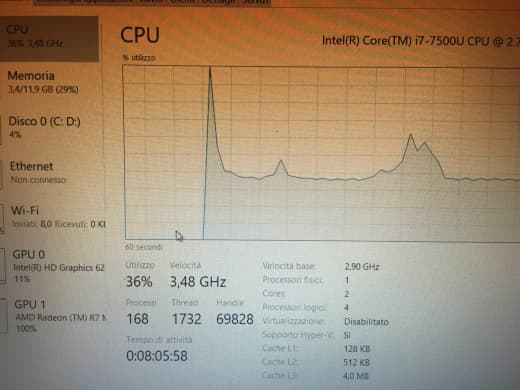 CPU
36% 3,48 GHz
Memoria
3,4/11,9 GB (29%)
Disco 0 (C: D:)
4%
Ethernet
Non connesso
Wi-Fi
Inviati: 8,0 Ricevuti: 0 KI
GPU 0
Intel(R) HD Graphics 62
11%
GPU 1
AMD Radeon (TM) R7 M
100%
CPU
Intel(R) Core(TM) i7-7500U CPU @ 2.7
% utilizzo
60 secondi
Utilizzo
36%
Velocità
3,48 GHz
Processi
168
Thread
1732
Handle
69828
Tempo di attività
0:08:05:58
Velocità base: 2,90 GHz
Processori fisici: 1
Cores: 2
Processori logici: 4
Virtualizzazione: Disabilitato
Supporto Hyper-V: Sì
Cache L1: 128 KB
Cache L2: 512 KB
Cache L3: 4,0 MB